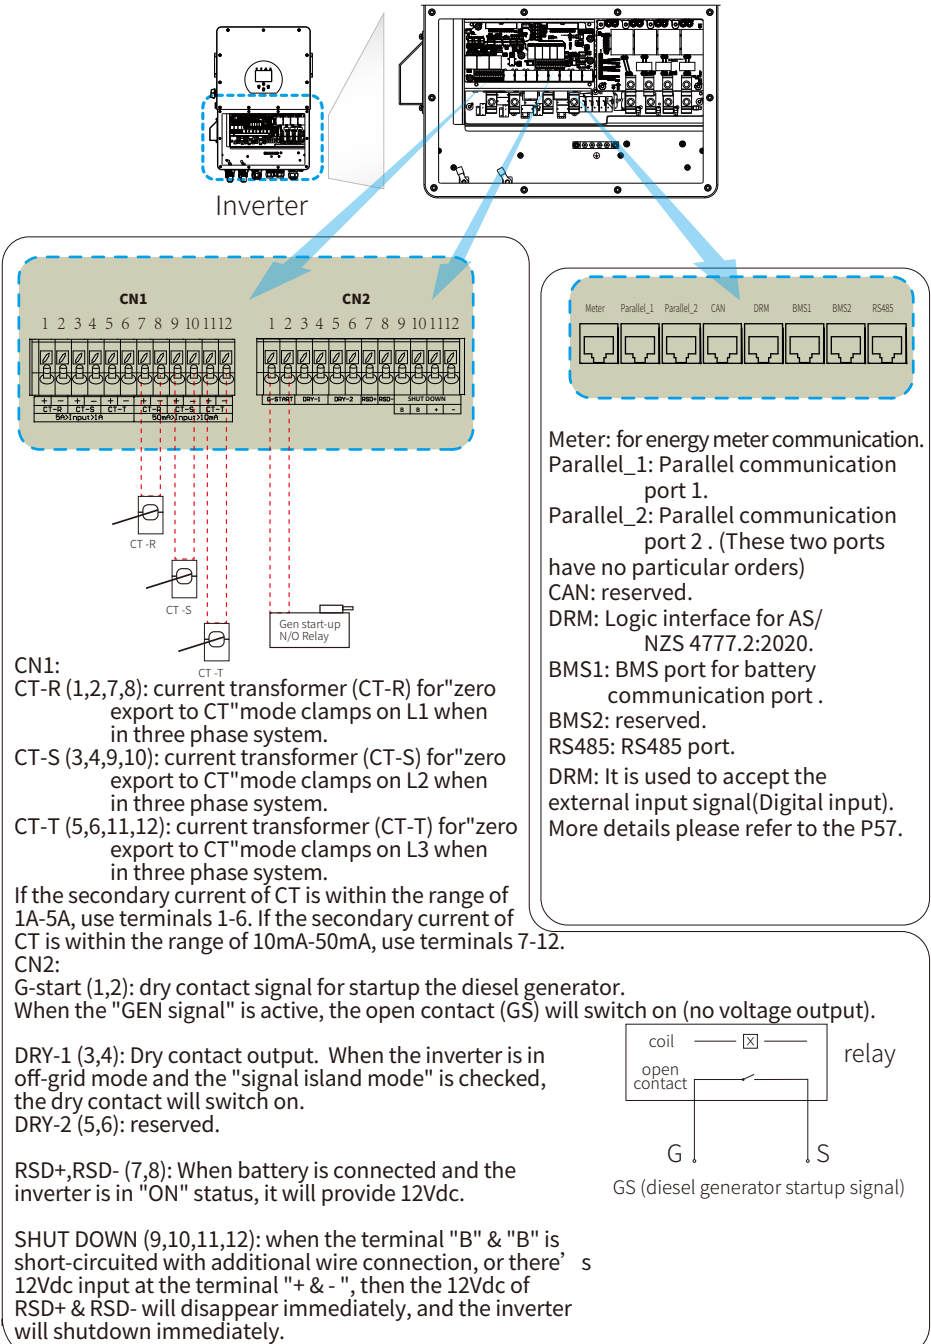 Inverter
CN1
CN2
1 2 3 4 5 6 7 8 9 10 11 12
1 2 3 4 5 6 7 8 9 10 11 12
+ - + - + - + - + - + -
CT-R CT-S CT-T CT-R CT-S CT-T
5A>Input>1A 50mA>Input>10mA
G-START DRY-1 DRY-2 RSD+ RSD- SHUT DOWN
B B + -
CT -R
CT -S
CT -T
Gen start-up
N/O Relay
Meter Parallel_1 Parallel_2 CAN DRM BMS1 BMS2 RS485
Meter: for energy meter communication.
Parallel_1: Parallel communication
port 1.
Parallel_2: Parallel communication
port 2 . (These two ports
have no particular orders)
CAN: reserved.
DRM: Logic interface for AS/
NZS 4777.2:2020.
BMS1: BMS port for battery
communication port .
BMS2: reserved.
RS485: RS485 port.
DRM: It is used to accept the
external input signal(Digital input).
More details please refer to the P57.
CN1:
CT-R (1,2,7,8): current transformer (CT-R) for"zero
export to CT"mode clamps on L1 when
in three phase system.
CT-S (3,4,9,10): current transformer (CT-S) for"zero
export to CT"mode clamps on L2 when
in three phase system.
CT-T (5,6,11,12): current transformer (CT-T) for"zero
export to CT"mode clamps on L3 when
in three phase system.
If the secondary current of CT is within the range of
1A-5A, use terminals 1-6. If the secondary current of
CT is within the range of 10mA-50mA, use terminals 7-12.
CN2:
G-start (1,2): dry contact signal for startup the diesel generator.
When the "GEN signal" is active, the open contact (GS) will switch on (no voltage output).
DRY-1 (3,4): Dry contact output. When the inverter is in
off-grid mode and the "signal island mode" is checked,
the dry contact will switch on.
DRY-2 (5,6): reserved.
RSD+,RSD- (7,8): When battery is connected and the
inverter is in "ON" status, it will provide 12Vdc.
SHUT DOWN (9,10,11,12): when the terminal "B" & "B" is
short-circuited with additional wire connection, or there’s
12Vdc input at the terminal "+ & - ", then the 12Vdc of
RSD+ & RSD- will disappear immediately, and the inverter
will shutdown immediately.
coil
X
open
contact
relay
G
S
GS (diesel generator startup signal)